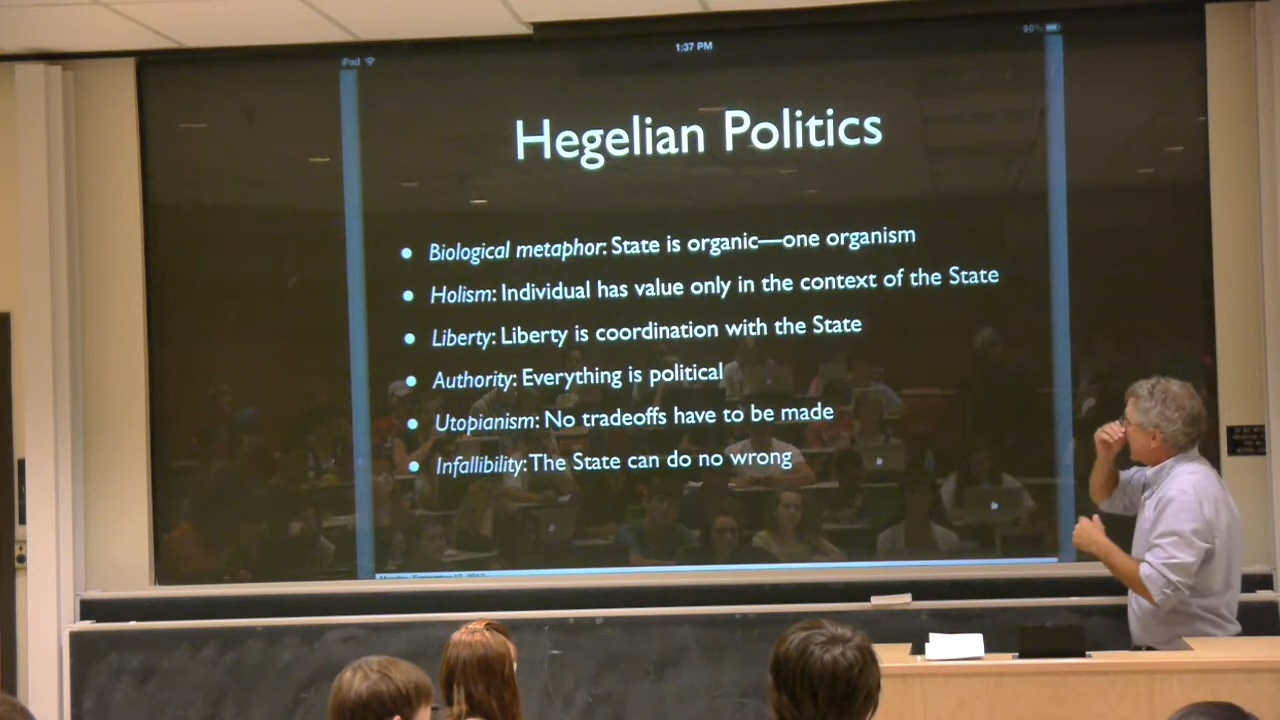 iPad
1:37 PM
90%
Hegelian Politics
• Biological metaphor: State is organic—one organism
• Holism: Individual has value only in the context of the State
• Liberty: Liberty is coordination with the State
• Authority: Everything is political
• Utopianism: No tradeoffs have to be made
• Infallibility: The State can do no wrong